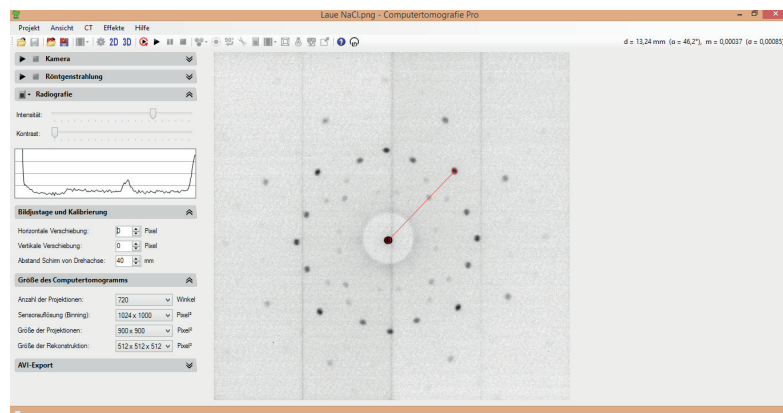 Laue NaCl.png - Computertomografie Pro
Projekt Ansicht CT Effekte Hilfe
2D 3D
d = 13,24 mm (α = 46,2°), m = 0,00037 (σ = 0,00085)
Kamera
Röntgenstrahlung
Radiografie
Intensität:
Kontrast:
Bildjustage und Kalibrierung
Horizontale Verschiebung: 0 Pixel
Vertikale Verschiebung: 0 Pixel
Abstand Schirm von Drehachse: 40 mm
Größe des Computertomogramms
Anzahl der Projektionen: 720 Winkel
Sensorauflösung (Binning): 1024 x 1000 Pixel²
Größe der Projektionen: 900 x 900 Pixel²
Größe der Rekonstruktion: 512 x 512 x 512 Pixel³
AVI-Export